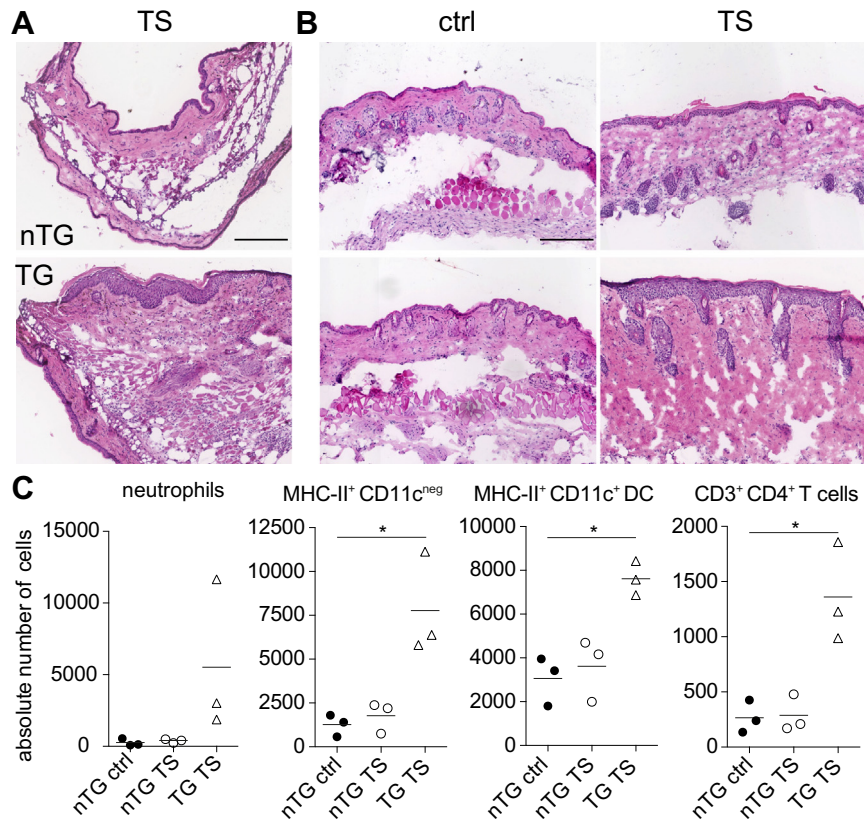 A TS B ctrl TS
nTG
TG
C neutrophils MHC-II⁺ CD11cⁿᵉᵍ MHC-II⁺ CD11c⁺ DC CD3⁺ CD4⁺ T cells
absolute number of cells
15000
10000
5000
0
nTG ctrl
nTG TS
TG TS
12500
10000
7500
5000
2500
0
*
nTG ctrl
nTG TS
TG TS
10000
8000
6000
4000
2000
0
*
nTG ctrl
nTG TS
TG TS
2000
1500
1000
500
0
*
nTG ctrl
nTG TS
TG TS